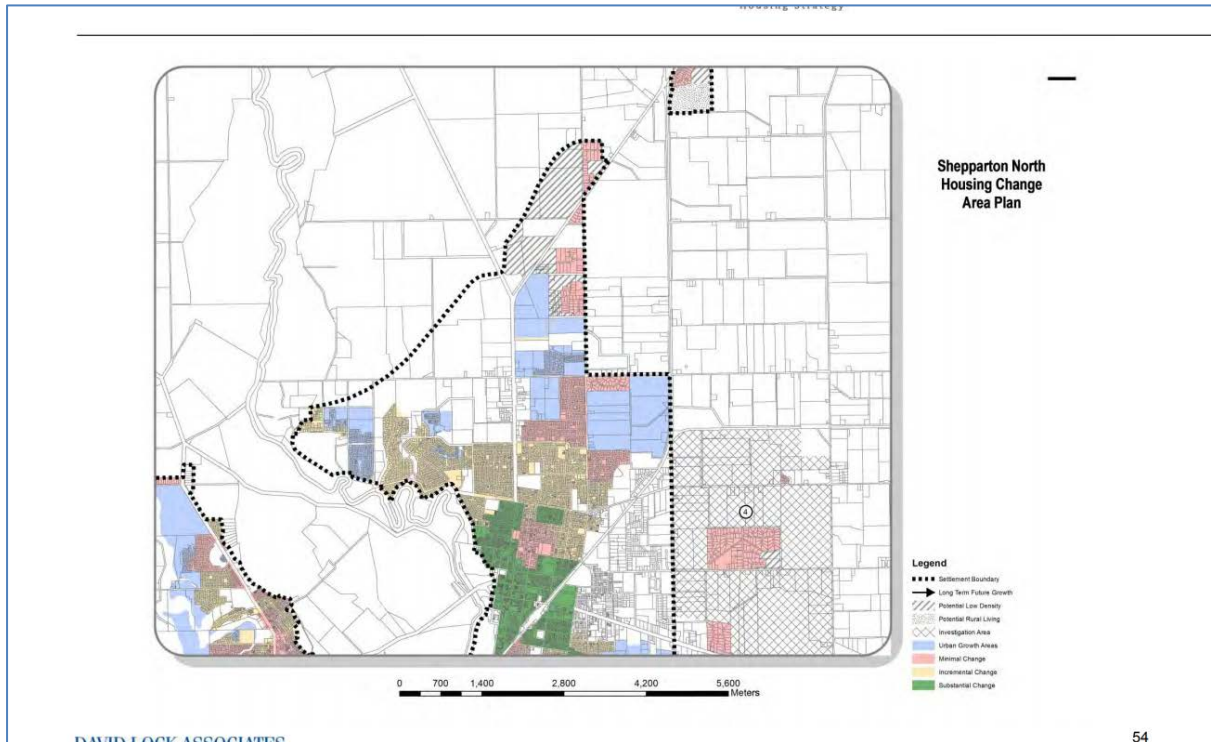 Housing Strategy
Shepparton North
Housing Change
Area Plan
4
Legend
Settlement Boundary
Long Term Future Growth
Potential Low Density
Potential Rural Living
Investigation Area
Urban Growth Areas
Minimal Change
Incremental Change
Substantial Change
0 700 1,400 2,800 4,200 5,600
Meters
DAVID LOCK ASSOCIATES
54